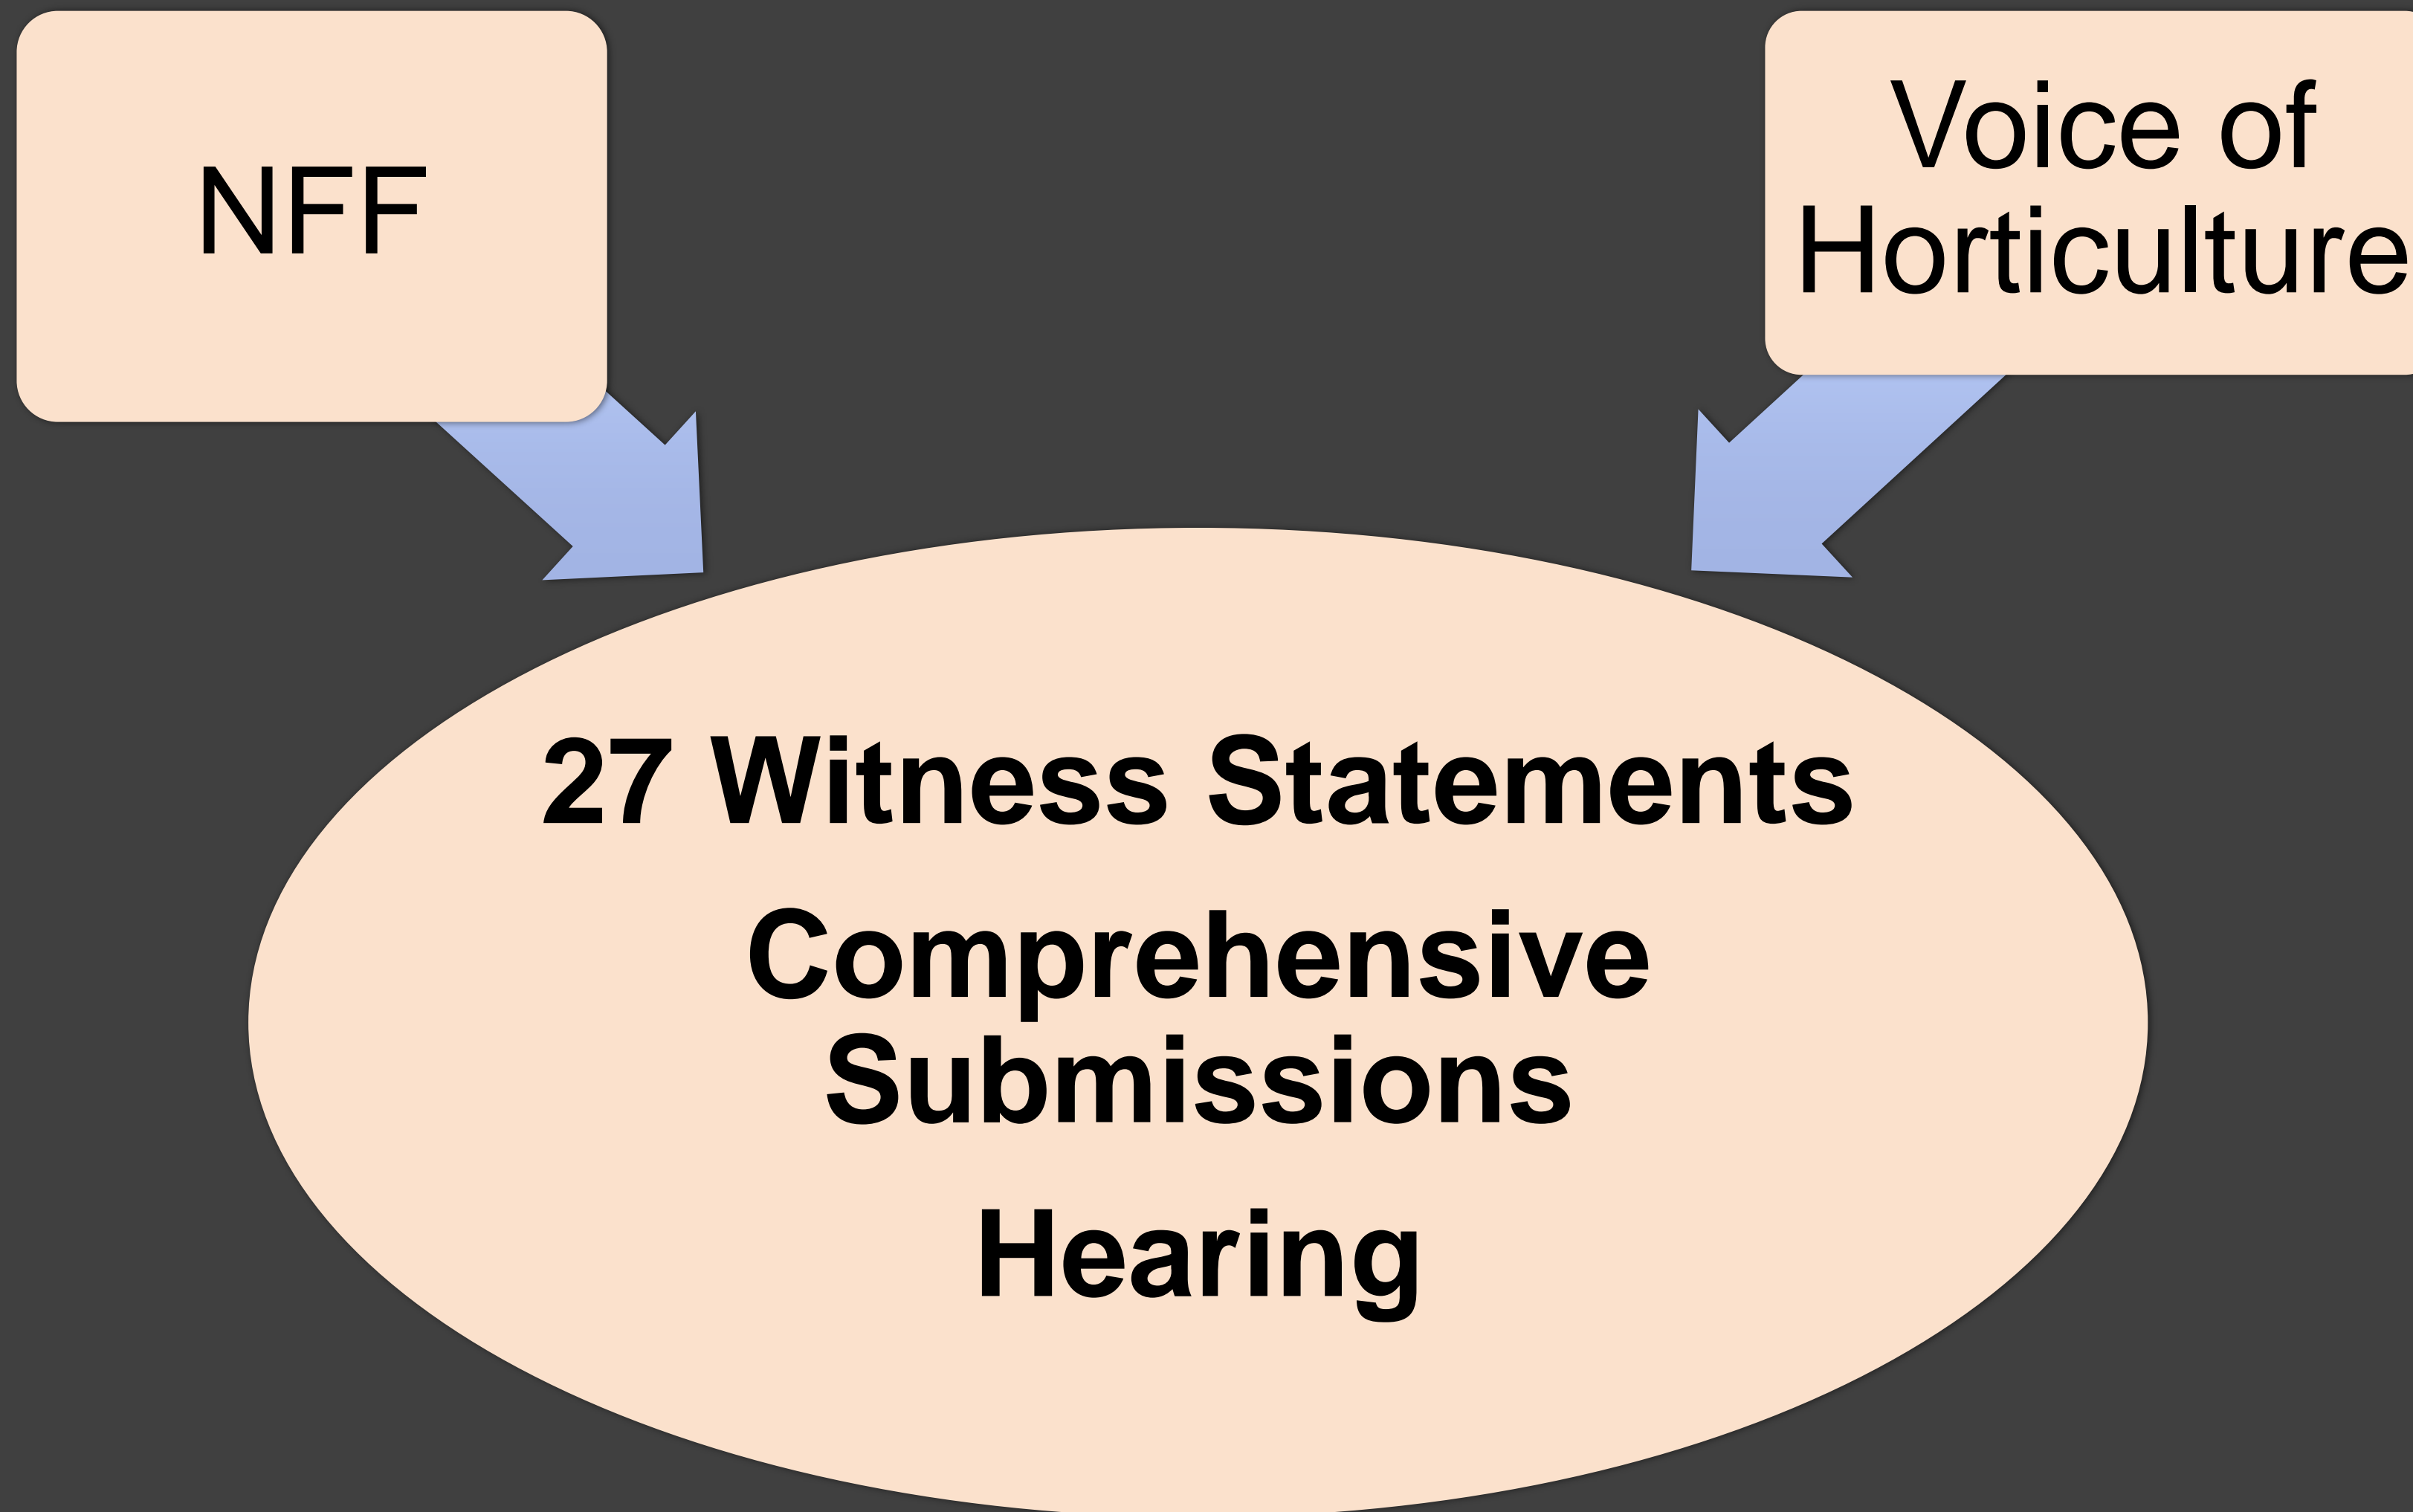 NFF
Voice of
Horticulture
27 Witness Statements
Comprehensive
Submissions
Hearing